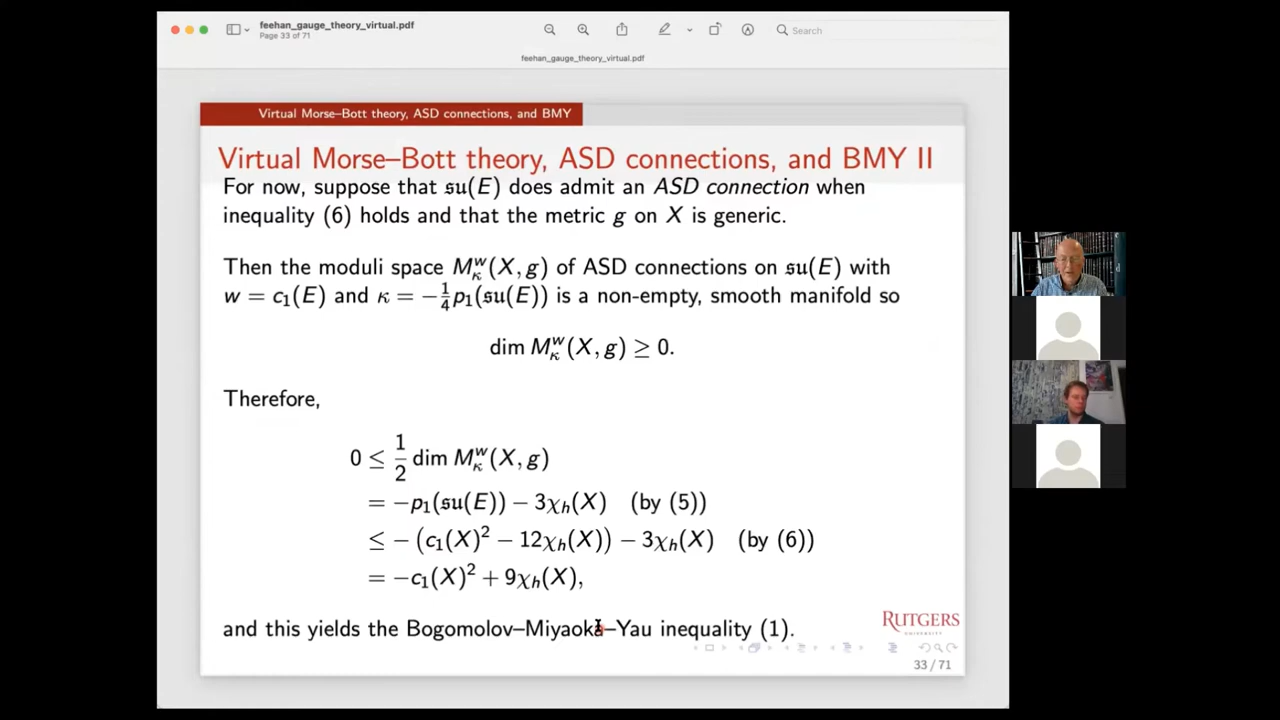 feehan_gauge_theory_virtual.pdf
Page 33 of 71
Search
feehan_gauge_theory_virtual.pdf
Virtual Morse–Bott theory, ASD connections, and BMY
Virtual Morse–Bott theory, ASD connections, and BMY II
For now, suppose that 𝔰𝔲(E) does admit an ASD connection when
inequality (6) holds and that the metric g on X is generic.
Then the moduli space M^w_κ(X, g) of ASD connections on 𝔰𝔲(E) with
w = c₁(E) and κ = −¼p₁(𝔰𝔲(E)) is a non-empty, smooth manifold so
dim M^w_κ(X, g) ≥ 0.
Therefore,
0 ≤ ½ dim M^w_κ(X, g)
= −p₁(𝔰𝔲(E)) − 3χ_h(X) (by (5))
≤ − (c₁(X)² − 12χ_h(X)) − 3χ_h(X) (by (6))
= −c₁(X)² + 9χ_h(X),
and this yields the Bogomolov–Miyaoka–Yau inequality (1).
RUTGERS
UNIVERSITY
33 / 71